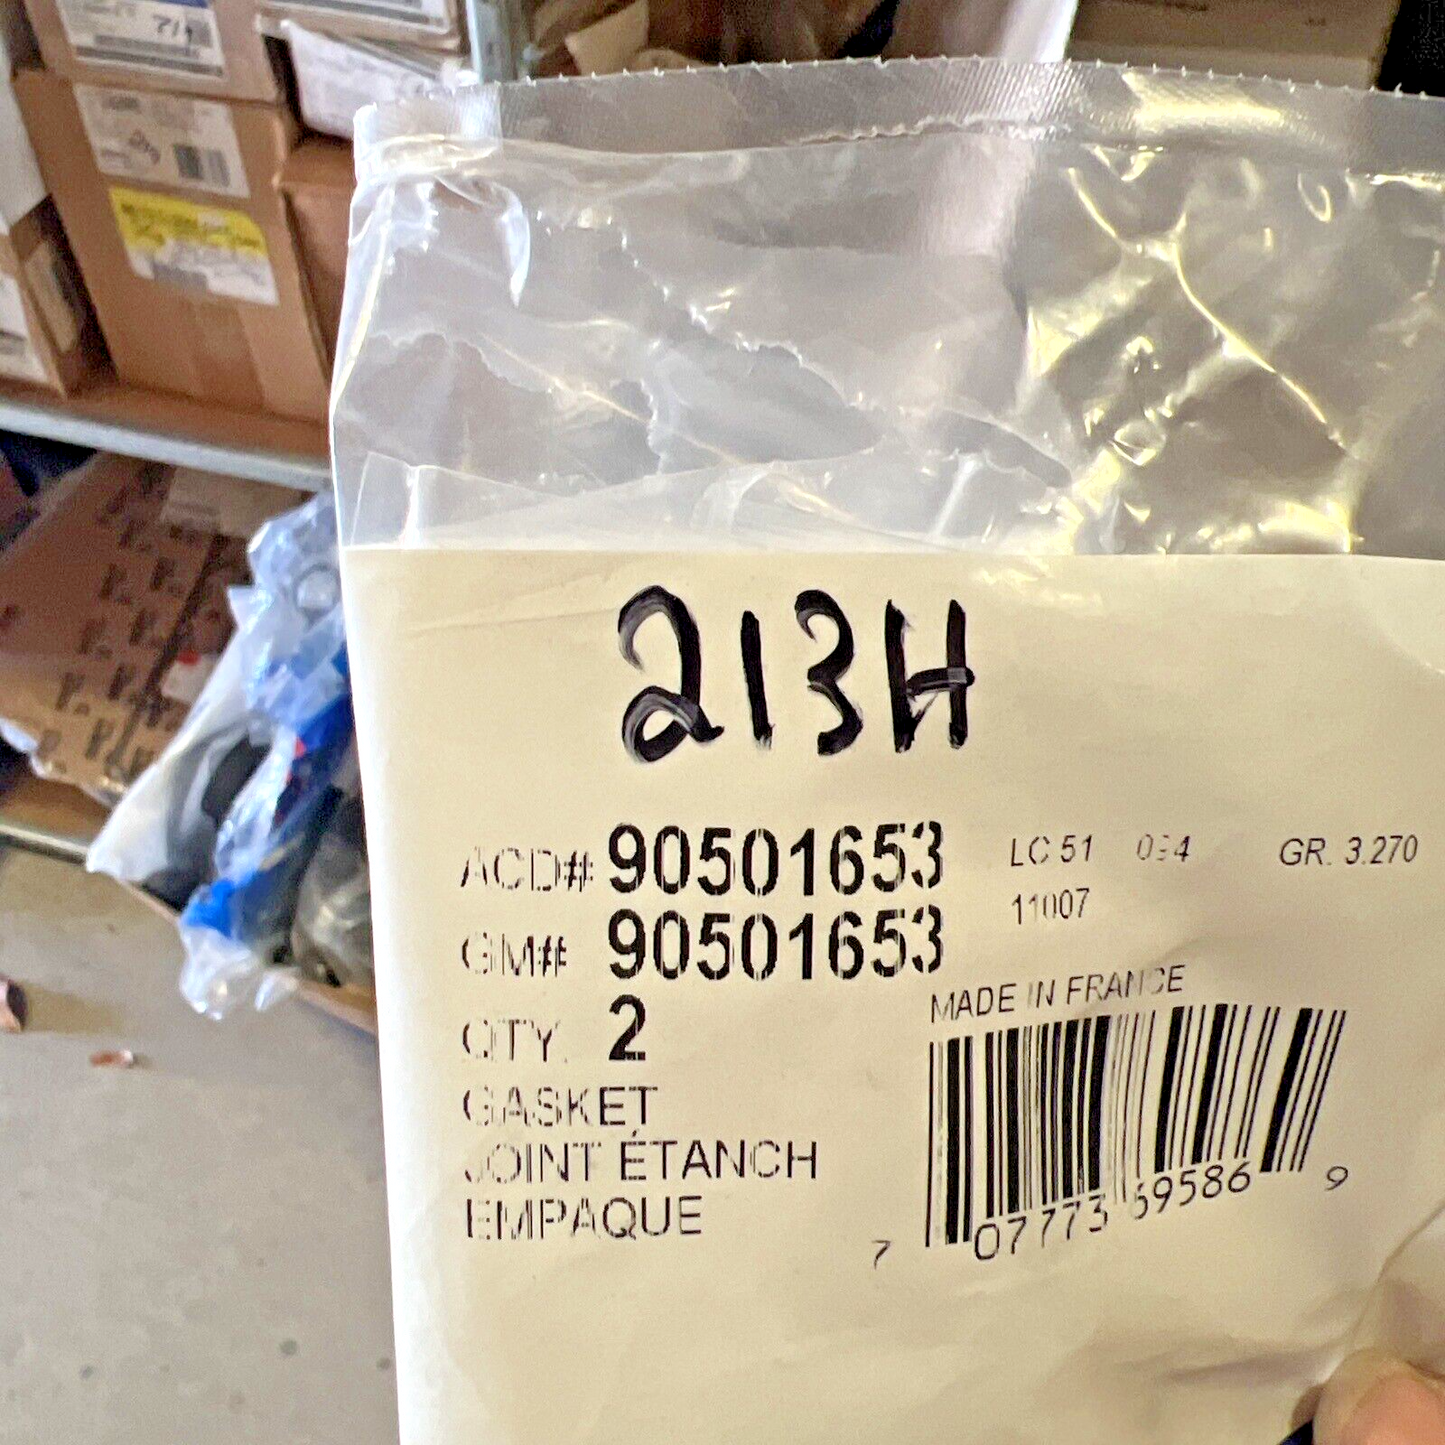 213H
ACD# 90501653
GM# 90501653
QTY. 2
GASKET
JOINT ÉTANCH
EMPAQUE
LC 51 094 GR. 3.270
11007
MADE IN FRANCE
7 07773 69586 9